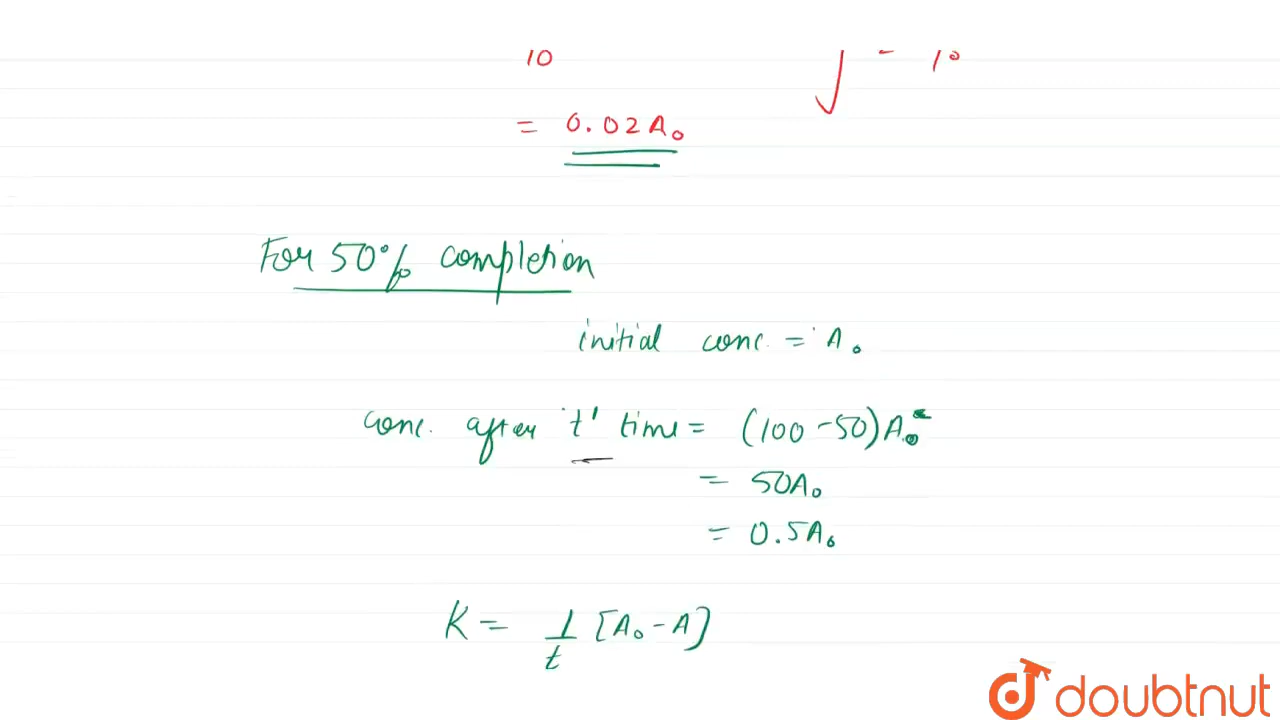 10 = 10
= 0.02A₀
For 50% completion
initial conc. = A₀
conc. after 't' time = (100-50)A₀
= 50A₀
= 0.5A₀
K = 1/t [A₀-A]
doubtnut